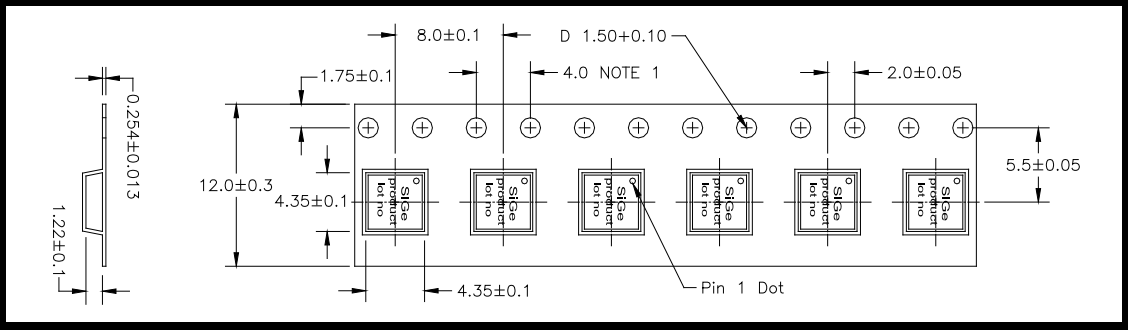 8.0±0.1
D 1.50+0.10
1.75±0.1
4.0 NOTE 1
2.0±0.05
0.254±0.013
12.0±0.3
4.35±0.1
5.5±0.05
1.22±0.1
SiGe
product
lot no
SiGe
product
lot no
SiGe
product
lot no
SiGe
product
lot no
SiGe
product
lot no
SiGe
product
lot no
4.35±0.1
Pin 1 Dot